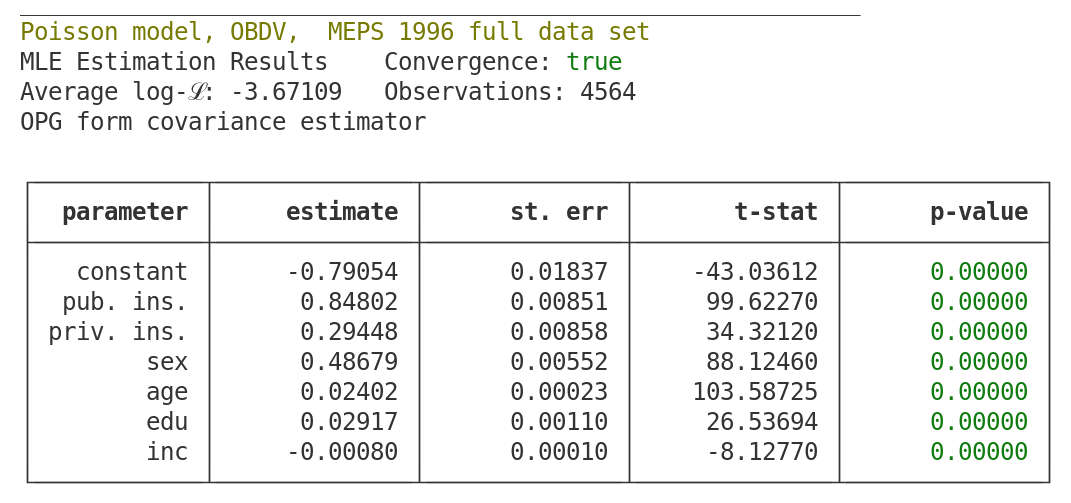 Poisson model, OBDV,  MEPS 1996 full data set
MLE Estimation Results    Convergence: true
Average log-ℒ: -3.67109   Observations: 4564
OPG form covariance estimator
parameter estimate st. err t-stat p-value
constant -0.79054 0.01837 -43.03612 0.00000
pub. ins. 0.84802 0.00851 99.62270 0.00000
priv. ins. 0.29448 0.00858 34.32120 0.00000
sex 0.48679 0.00552 88.12460 0.00000
age 0.02402 0.00023 103.58725 0.00000
edu 0.02917 0.00110 26.53694 0.00000
inc -0.00080 0.00010 -8.12770 0.00000